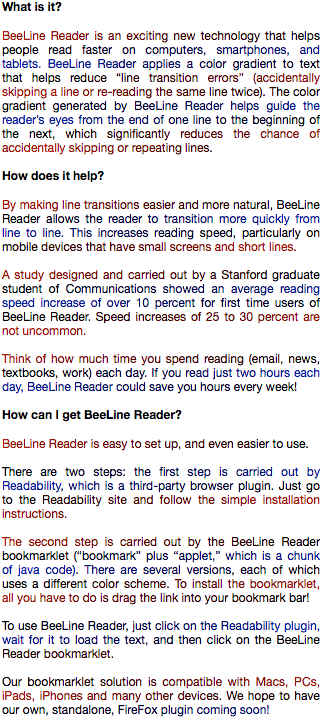 What is it?
BeeLine Reader is an exciting new technology that helps
people read faster on computers, smartphones, and
tablets. BeeLine Reader applies a color gradient to text
that helps reduce “line transition errors” (accidentally
skipping a line or re-reading the same line twice). The color
gradient generated by BeeLine Reader helps guide the
reader’s eyes from the end of one line to the beginning of
the next, which significantly reduces the chance of
accidentally skipping or repeating lines.
How does it help?
By making line transitions easier and more natural, BeeLine
Reader allows the reader to transition more quickly from
line to line. This increases reading speed, particularly on
mobile devices that have small screens and short lines.
A study designed and carried out by a Stanford graduate
student of Communications showed an average reading
speed increase of over 10 percent for first time users of
BeeLine Reader. Speed increases of 25 to 30 percent are
not uncommon.
Think of how much time you spend reading (email, news,
textbooks, work) each day. If you read just two hours each
day, BeeLine Reader could save you hours every week!
How can I get BeeLine Reader?
BeeLine Reader is easy to set up, and even easier to use.
There are two steps: the first step is carried out by
Readability, which is a third-party browser plugin. Just go
to the Readability site and follow the simple installation
instructions.
The second step is carried out by the BeeLine Reader
bookmarklet (“bookmark” plus “applet,” which is a chunk
of java code). There are several versions, each of which
uses a different color scheme. To install the bookmarklet,
all you have to do is drag the link into your bookmark bar!
To use BeeLine Reader, just click on the Readability plugin,
wait for it to load the text, and then click on the BeeLine
Reader bookmarklet.
Our bookmarklet solution is compatible with Macs, PCs,
iPads, iPhones and many other devices. We hope to have
our own, standalone, FireFox plugin coming soon!